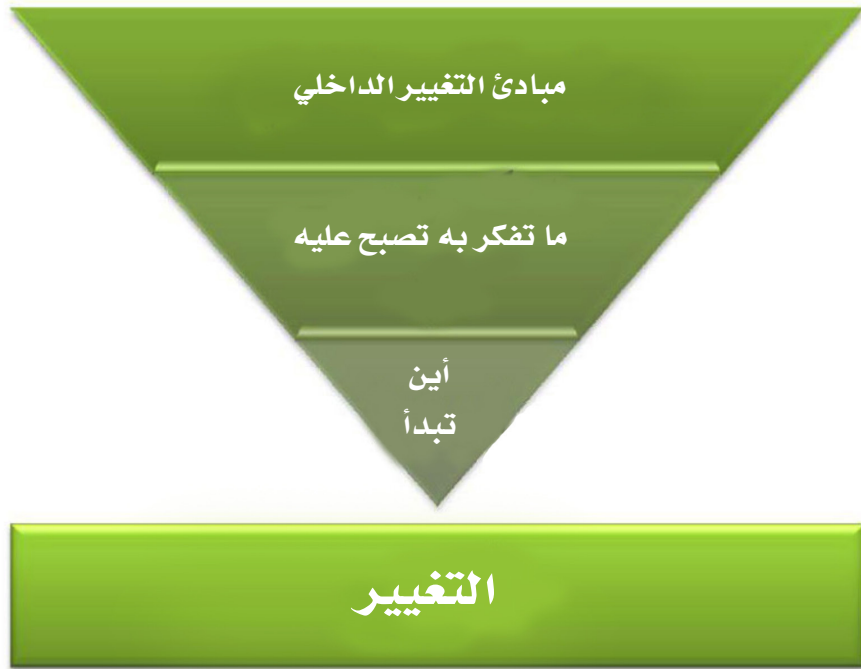 مبادئ التغيير الداخلي
ما تفكر به تصبح عليه
أين
تبدأ
التغيير